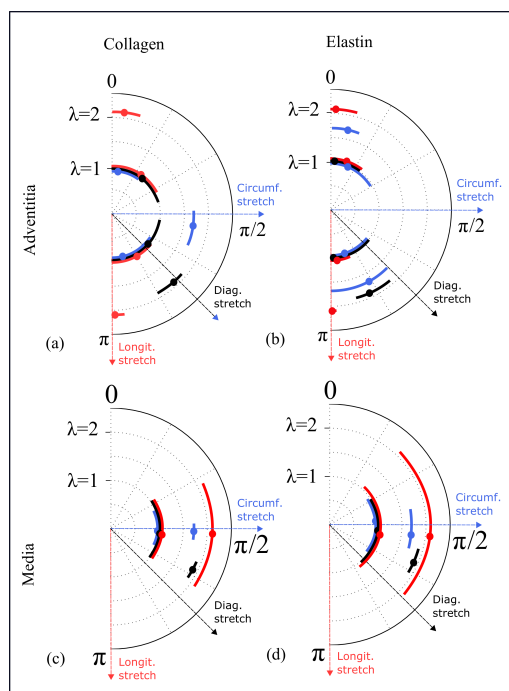 Collagen
Elastin
Adventitia
0
λ=2
λ=1
Circumf.
stretch
π/2
Diag.
stretch
π
Longit.
stretch
(a)
0
λ=2
λ=1
Circumf.
stretch
π/2
Diag.
stretch
π
Longit.
stretch
(b)
Media
0
λ=2
λ=1
Circumf.
stretch
π/2
Diag.
stretch
π
Longit.
stretch
(c)
0
λ=2
λ=1
Circumf.
stretch
π/2
Diag.
stretch
π
Longit.
stretch
(d)